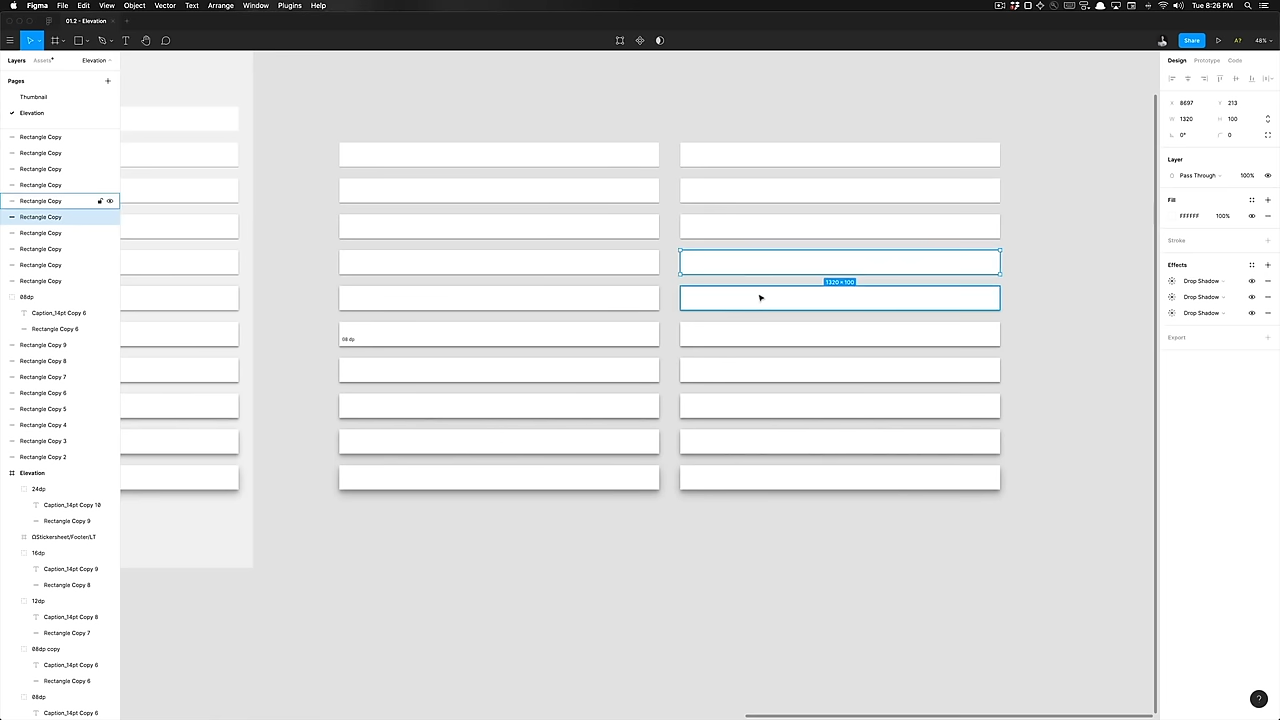 Figma File Edit View Object Vector Text Arrange Window Plugins Help Tue 8:26 PM
01.2 - Elevation
Share A? 48%
Layers Assets Elevation
Pages
Thumbnail
Elevation
Rectangle Copy
Rectangle Copy
Rectangle Copy
Rectangle Copy
Rectangle Copy
Rectangle Copy
Rectangle Copy
Rectangle Copy
Rectangle Copy
Rectangle Copy
08dp
Caption_14pt Copy 6
Rectangle Copy 6
Rectangle Copy 9
Rectangle Copy 8
Rectangle Copy 7
Rectangle Copy 6
Rectangle Copy 5
Rectangle Copy 4
Rectangle Copy 3
Rectangle Copy 2
Elevation
24dp
Caption_14pt Copy 10
Rectangle Copy 9
ΩStickersheet/Footer/LT
16dp
Caption_14pt Copy 9
Rectangle Copy 8
12dp
Caption_14pt Copy 8
Rectangle Copy 7
08dp copy
Caption_14pt Copy 6
Rectangle Copy 6
08dp
Caption_14pt Copy 6
1320 × 100
08 dp
Design Prototype Code
X 8697 Y 213
W 1320 H 100
0° 0
Layer
Pass Through 100%
Fill
FFFFFF 100%
Stroke
Effects
Drop Shadow
Drop Shadow
Drop Shadow
Export
?